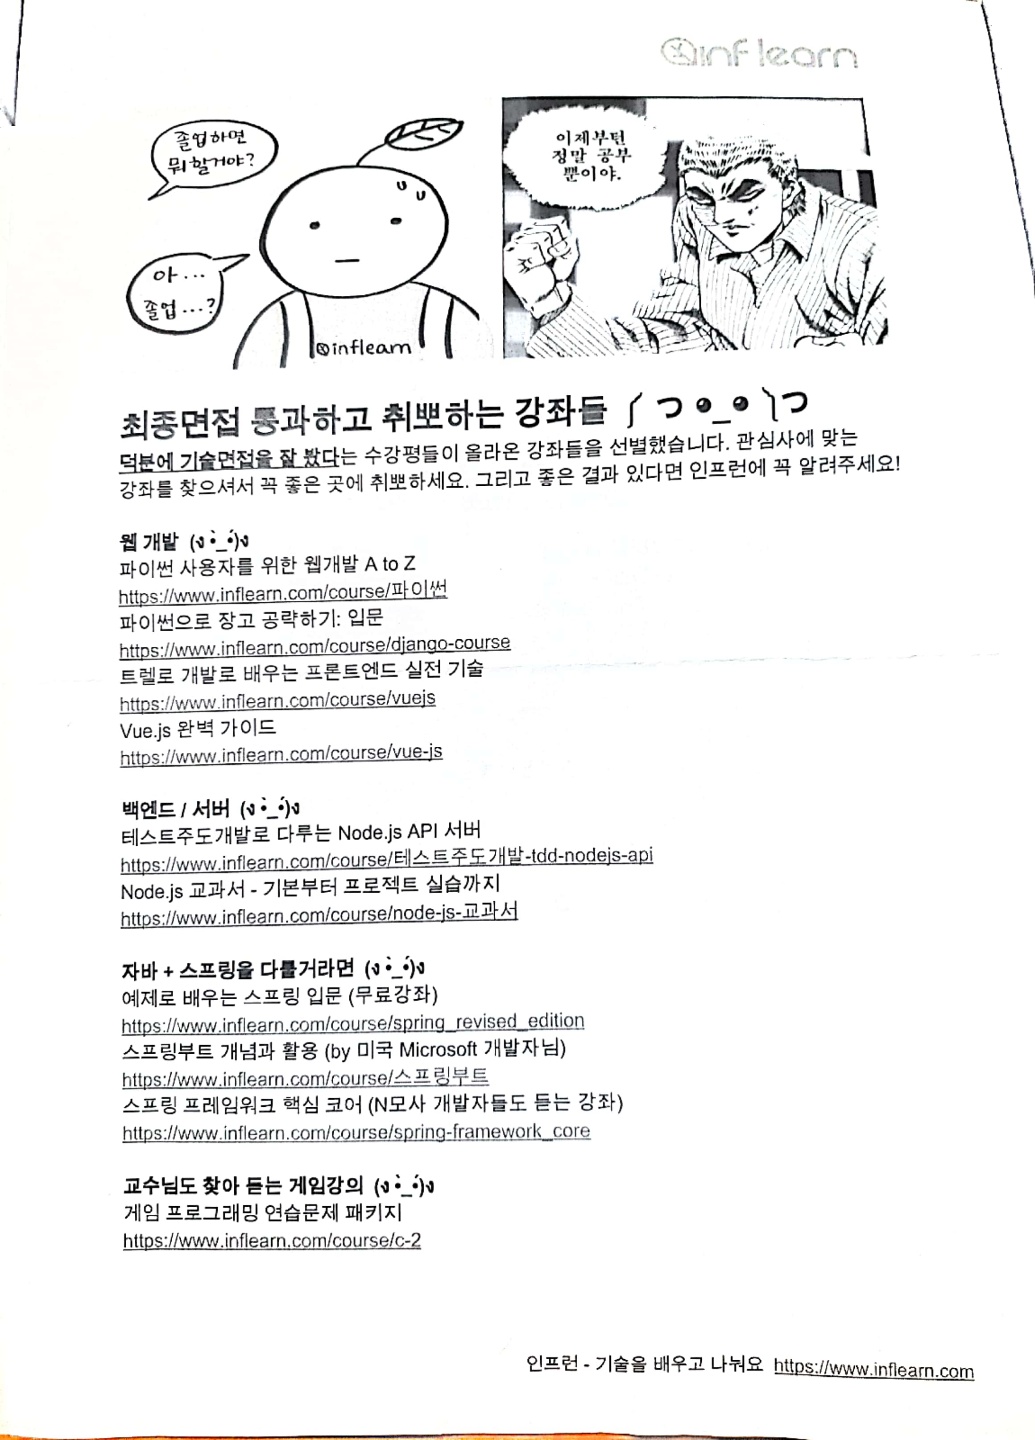 inflearn
졸업하면
뭐할거야?
아...
졸업...?
inflearn
이제부턴
정말 공부
뿐이야.
최종면접 통과하고 취뽀하는 강좌들 ༼ つ ◕_◕ ༽つ
덕분에 기술면접을 잘 봤다는 수강평들이 올라온 강좌들을 선별했습니다. 관심사에 맞는
강좌를 찾으셔서 꼭 좋은 곳에 취뽀하세요. 그리고 좋은 결과 있다면 인프런에 꼭 알려주세요!
웹 개발 (ง •̀_•́)ง
파이썬 사용자를 위한 웹개발 A to Z
https://www.inflearn.com/course/파이썬
파이썬으로 장고 공략하기: 입문
https://www.inflearn.com/course/django-course
트렐로 개발로 배우는 프론트엔드 실전 기술
https://www.inflearn.com/course/vuejs
Vue.js 완벽 가이드
https://www.inflearn.com/course/vue-js
백엔드 / 서버 (ง •̀_•́)ง
테스트주도개발로 다루는 Node.js API 서버
https://www.inflearn.com/course/테스트주도개발-tdd-nodejs-api
Node.js 교과서 - 기본부터 프로젝트 실습까지
https://www.inflearn.com/course/node-js-교과서
자바 + 스프링을 다룰거라면 (ง •̀_•́)ง
예제로 배우는 스프링 입문 (무료강좌)
https://www.inflearn.com/course/spring_revised_edition
스프링부트 개념과 활용 (by 미국 Microsoft 개발자님)
https://www.inflearn.com/course/스프링부트
스프링 프레임워크 핵심 코어 (N모사 개발자들도 듣는 강좌)
https://www.inflearn.com/course/spring-framework_core
교수님도 찾아 듣는 게임강의 (ง •̀_•́)ง
게임 프로그래밍 연습문제 패키지
https://www.inflearn.com/course/c-2
인프런 - 기술을 배우고 나눠요 https://www.inflearn.com